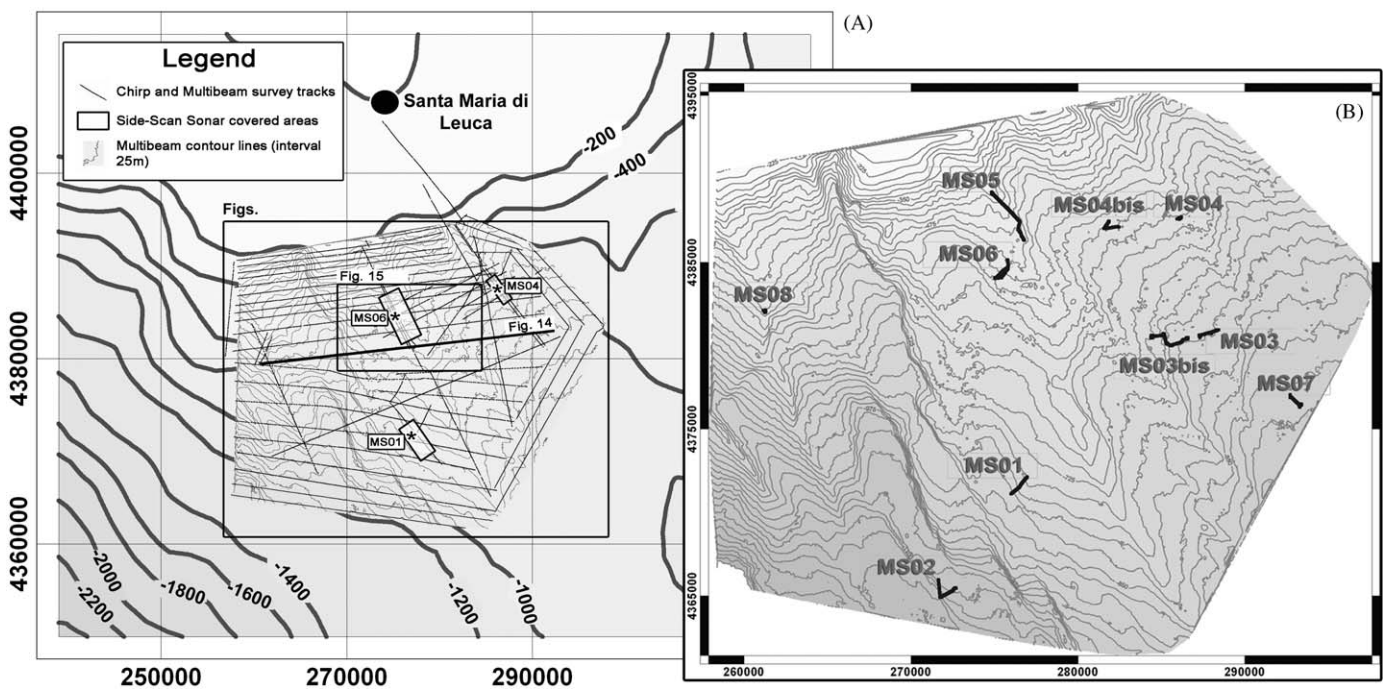 (A)
Legend
Chirp and Multibeam survey tracks
Side-Scan Sonar covered areas
Multibeam contour lines (interval
25m)
Santa Maria di
Leuca
-200
-400
Figs.
Fig. 15
MS04
MS06
Fig. 14
MS01
-1000
-1200
-1400
-1600
-1800
-2000
-2200
4400000
4380000
4360000
250000
270000
290000
(B)
4395000
4385000
4375000
4365000
MS05
MS04bis
MS04
MS06
MS08
MS03
MS03bis
MS07
MS01
MS02
260000
270000
280000
290000